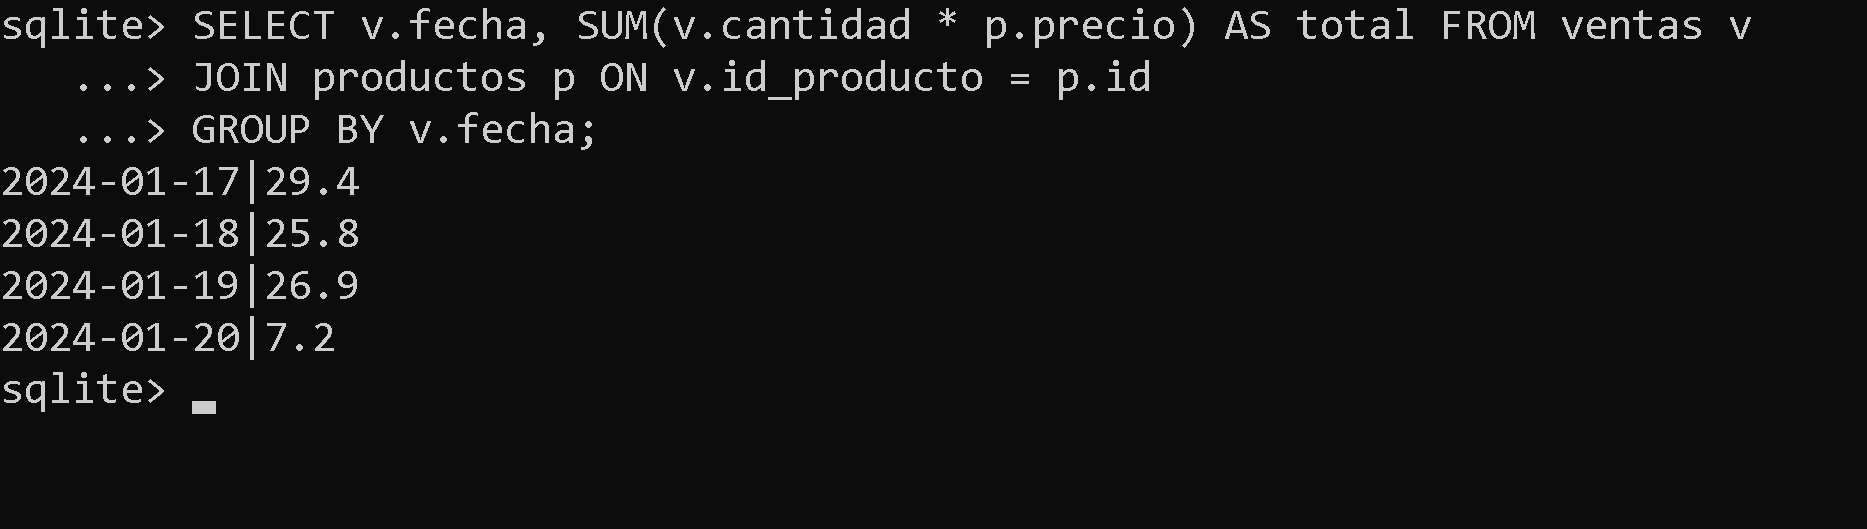 sqlite> SELECT v.fecha, SUM(v.cantidad * p.precio) AS total FROM ventas v
   ...> JOIN productos p ON v.id_producto = p.id
   ...> GROUP BY v.fecha;
2024-01-17|29.4
2024-01-18|25.8
2024-01-19|26.9
2024-01-20|7.2
sqlite>